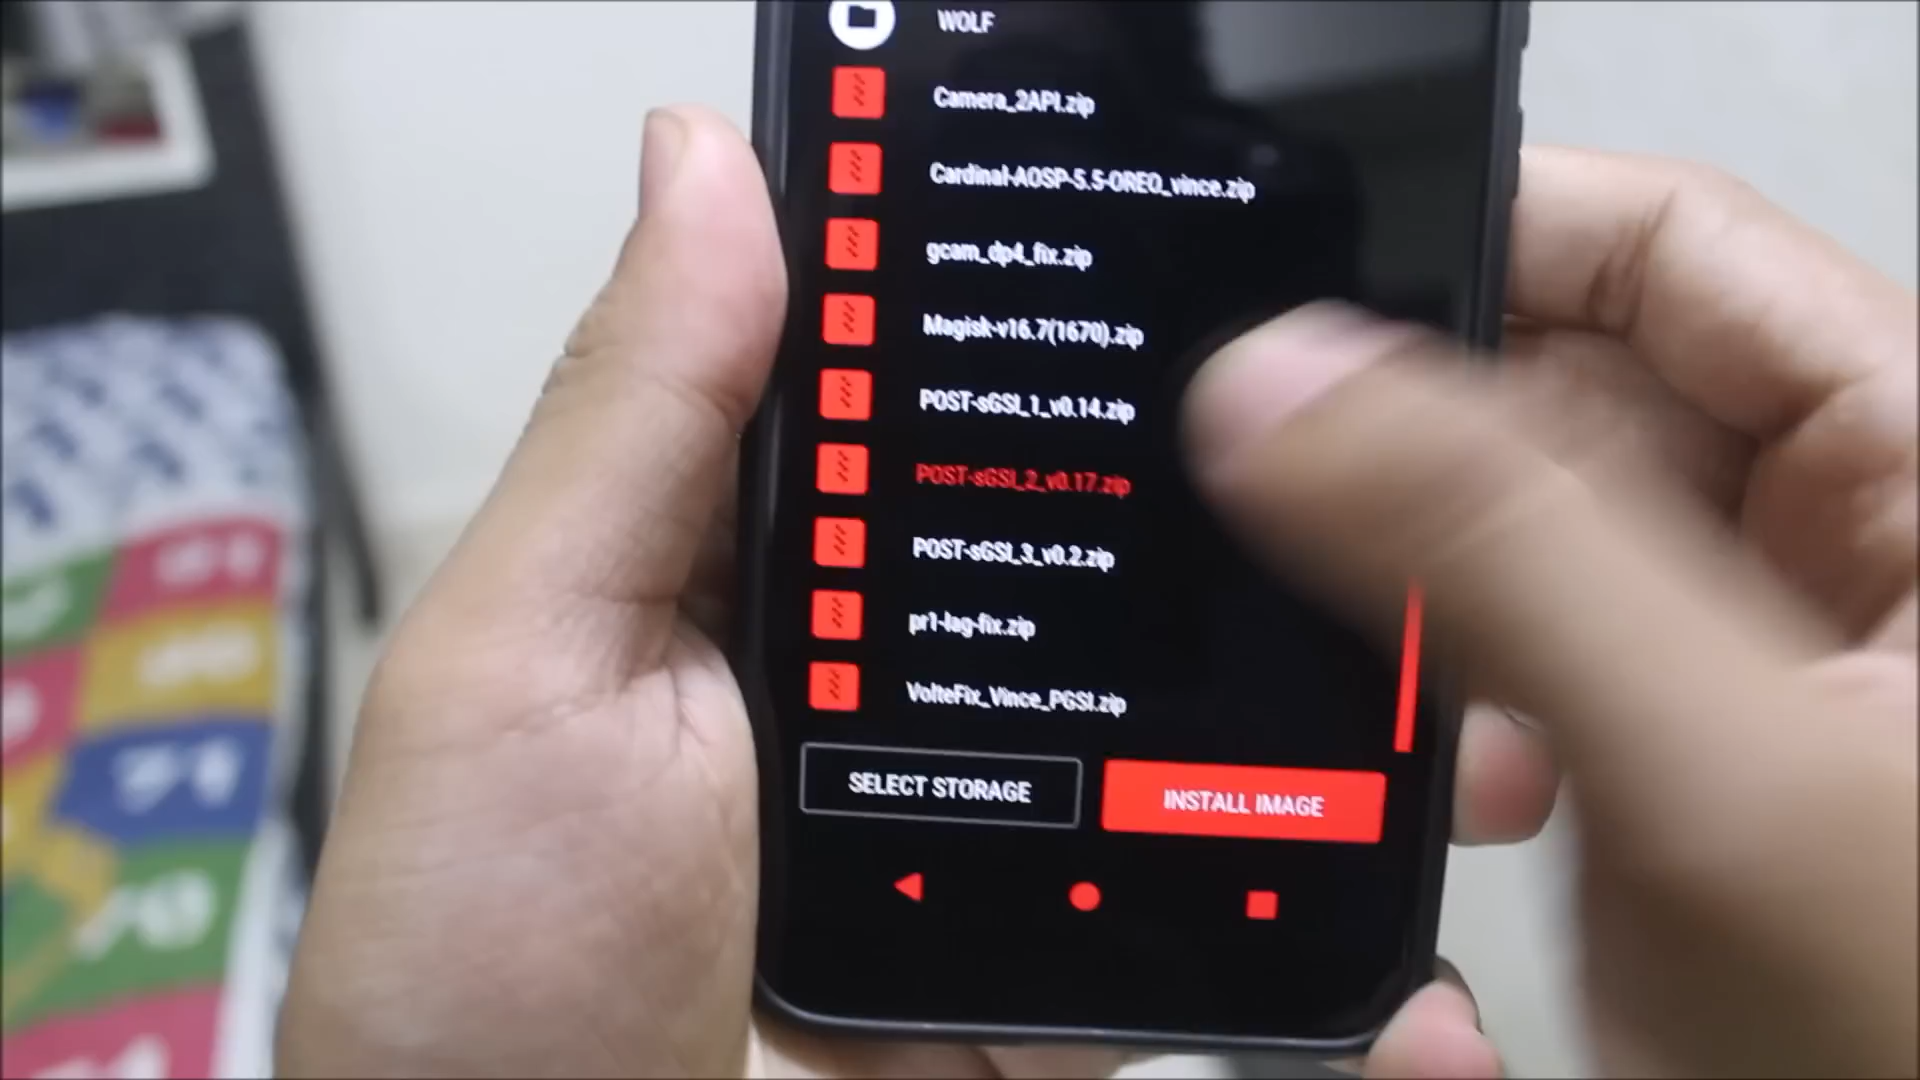 WOLF
Camera_2API.zip
Cardinal-AOSP-5.5-OREO_vince.zip
gcam_dp4_fix.zip
Magisk-v16.7(1670).zip
POST-sGSI_1_v0.14.zip
POST-sGSI_2_v0.17.zip
POST-sGSI_3_v0.2.zip
pr1-lag-fix.zip
VolteFix_Vince_PGSI.zip
SELECT STORAGE
INSTALL IMAGE